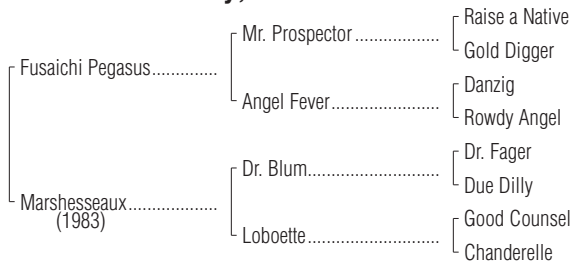 Mr. Prospector
Raise a Native
Gold Digger
Fusaichi Pegasus
Angel Fever
Danzig
Rowdy Angel
Marshesseaux
(1983)
Dr. Blum
Dr. Fager
Due Dilly
Loboette
Good Counsel
Chanderelle